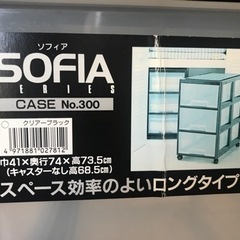 ソフィア
SOFIA
SERIES
CASE No.300
クリアーブラック
4 971881 027812
巾41×奥行74×高73.5㎝
(キャスターなし高68.5㎝)
スペース効率のよいロングタイプ